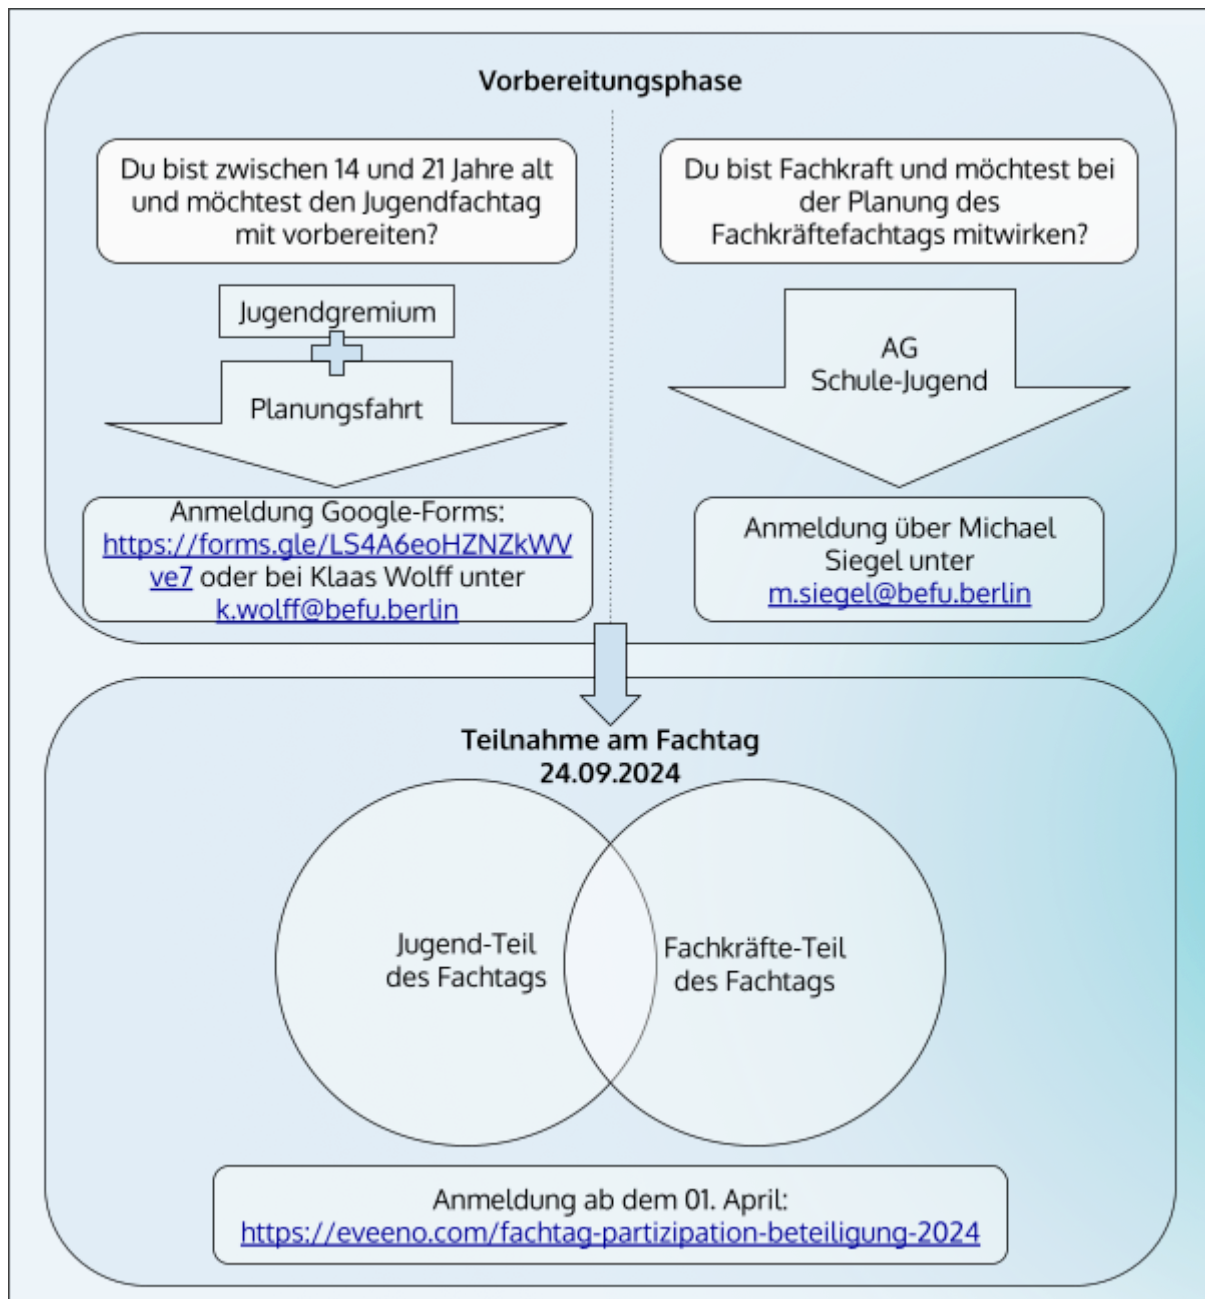 Vorbereitungsphase
Du bist zwischen 14 und 21 Jahre alt
und möchtest den Jugendfachtag
mit vorbereiten?
Jugendgremium
Planungsfahrt
Anmeldung Google-Forms:
https://forms.gle/LS4A6eoHZNZkWV
ve7 oder bei Klaas Wolff unter
k.wolff@befu.berlin
Du bist Fachkraft und möchtest bei
der Planung des
Fachkräftefachtags mitwirken?
AG
Schule-Jugend
Anmeldung über Michael
Siegel unter
m.siegel@befu.berlin
Teilnahme am Fachtag
24.09.2024
Jugend-Teil
des Fachtags
Fachkräfte-Teil
des Fachtags
Anmeldung ab dem 01. April:
https://eveeno.com/fachtag-partizipation-beteiligung-2024